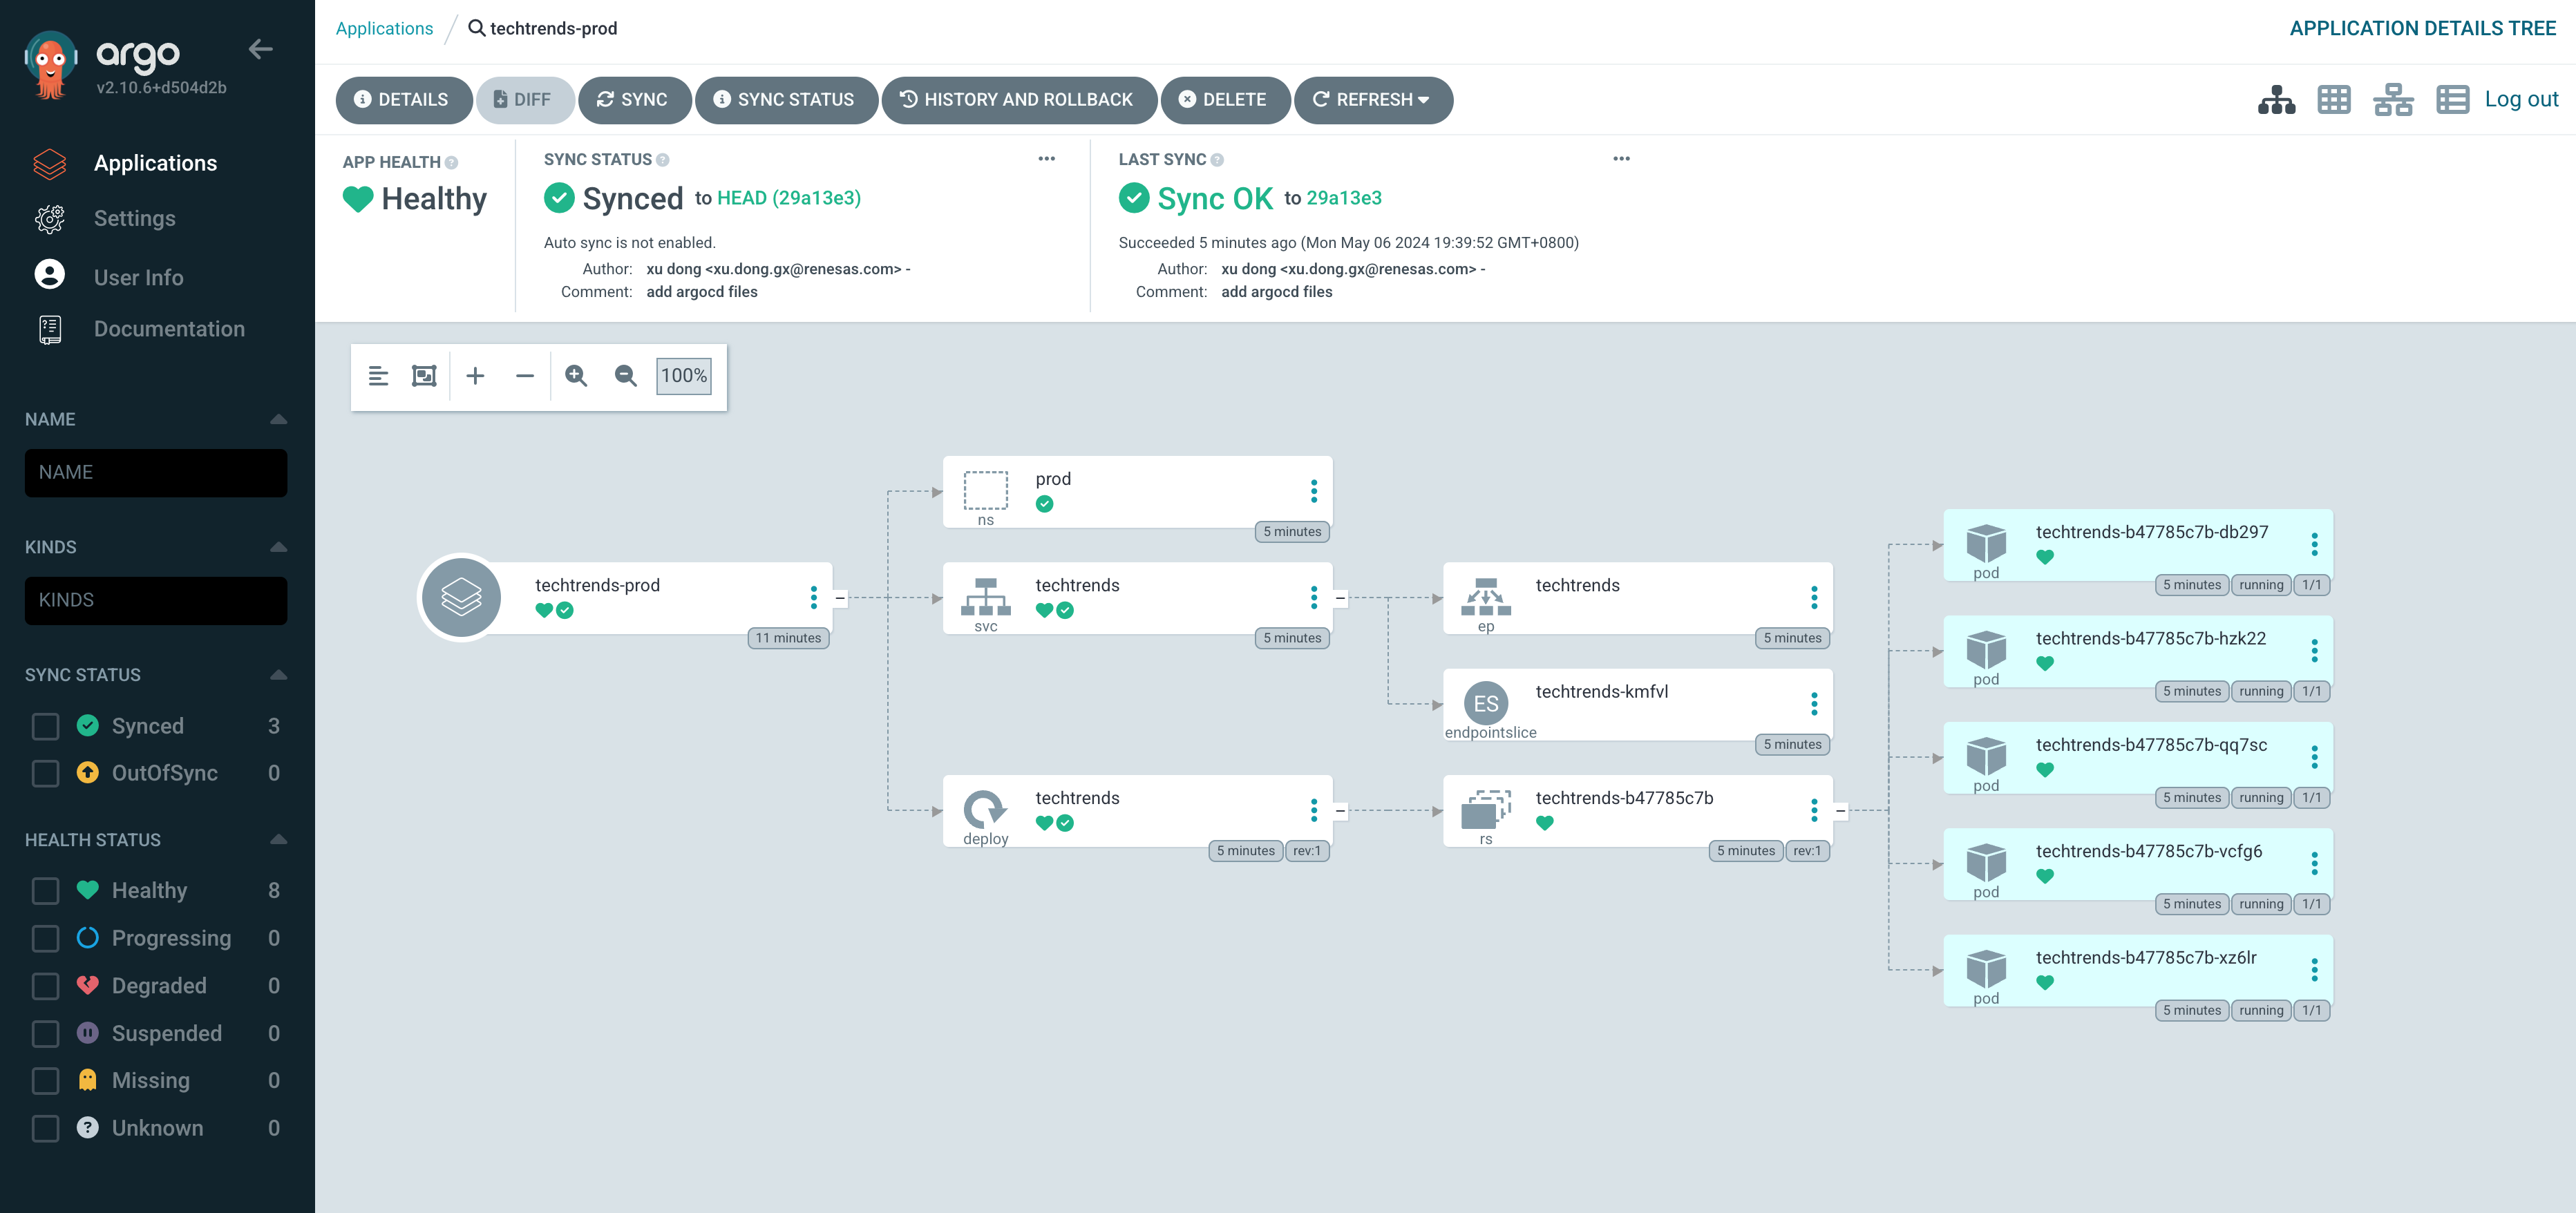 argo
v2.10.6+d504d2b
Applications
Settings
User Info
Documentation
NAME
NAME
KINDS
KINDS
SYNC STATUS
Synced 3
OutOfSync 0
HEALTH STATUS
Healthy 8
Progressing 0
Degraded 0
Suspended 0
Missing 0
Unknown 0
Applications / techtrends-prod
APPLICATION DETAILS TREE
DETAILS DIFF SYNC SYNC STATUS HISTORY AND ROLLBACK DELETE REFRESH
Log out
APP HEALTH
Healthy
SYNC STATUS
Synced to HEAD (29a13e3)
Auto sync is not enabled.
Author: xu dong <xu.dong.gx@renesas.com> -
Comment: add argocd files
LAST SYNC
Sync OK to 29a13e3
Succeeded 5 minutes ago (Mon May 06 2024 19:39:52 GMT+0800)
Author: xu dong <xu.dong.gx@renesas.com> -
Comment: add argocd files
100%
techtrends-prod
11 minutes
prod
ns
5 minutes
techtrends
svc
5 minutes
techtrends
deploy
5 minutes rev:1
techtrends
ep
5 minutes
ES
techtrends-kmfvl
endpointslice
5 minutes
techtrends-b47785c7b
rs
5 minutes rev:1
techtrends-b47785c7b-db297
pod
5 minutes running 1/1
techtrends-b47785c7b-hzk22
pod
5 minutes running 1/1
techtrends-b47785c7b-qq7sc
pod
5 minutes running 1/1
techtrends-b47785c7b-vcfg6
pod
5 minutes running 1/1
techtrends-b47785c7b-xz6lr
pod
5 minutes running 1/1